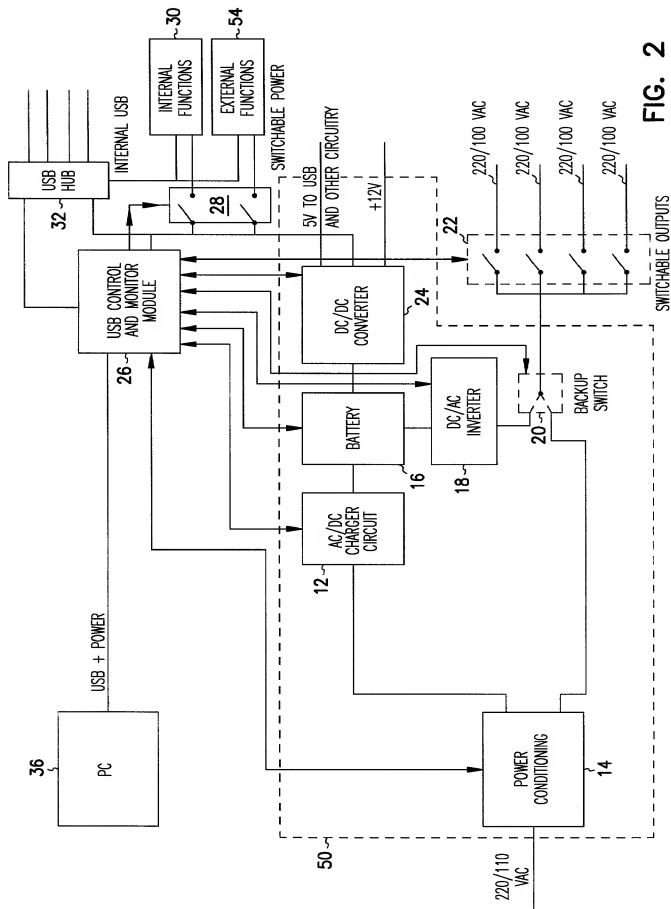 36
PC
USB + POWER
USB CONTROL
AND MONITOR
MODULE
26
USB
HUB
32
INTERNAL USB
INTERNAL
FUNCTIONS
30
EXTERNAL
FUNCTIONS
54
28
SWITCHABLE POWER
5V TO USB
AND OTHER CIRCUITRY
+12V
DC/DC
CONVERTER
24
BATTERY
16
AC/DC
CHARGER
CIRCUIT
12
DC/AC
INVERTER
18
20
BACKUP
SWITCH
22
SWITCHABLE OUTPUTS
220/100 VAC
220/100 VAC
220/100 VAC
220/100 VAC
POWER
CONDITIONING
14
50
220/110
VAC
FIG. 2